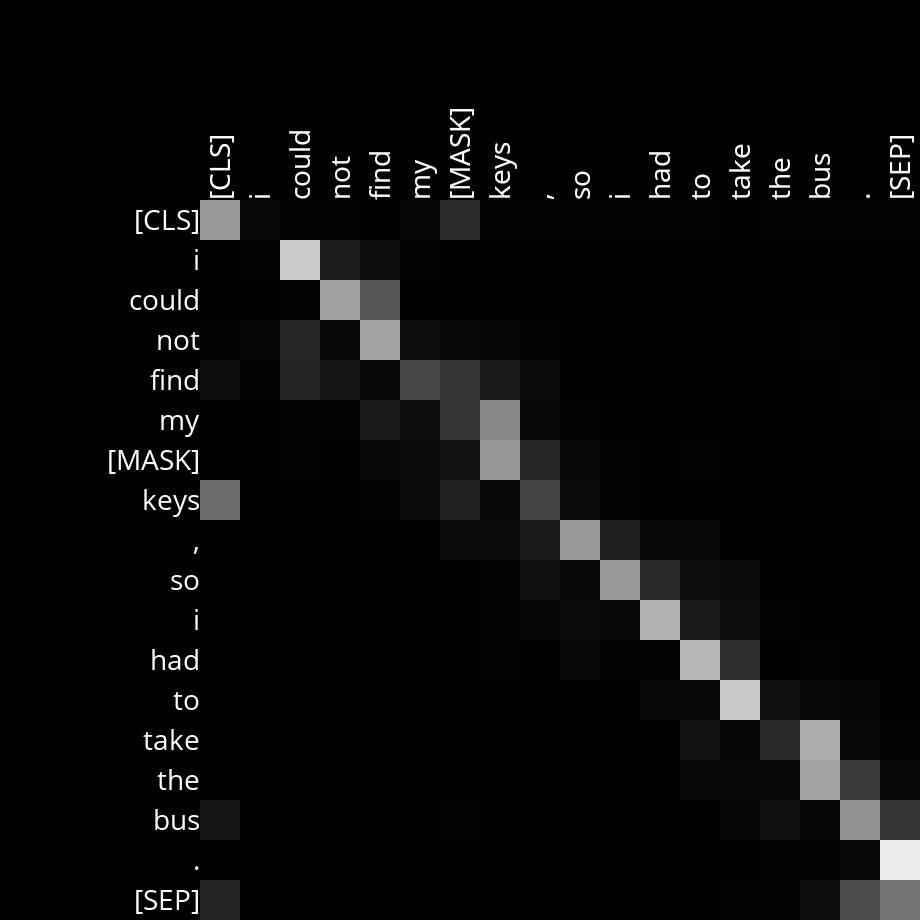 [CLS] i could not find my [MASK] keys , so i had to take the bus . [SEP]
[CLS]
i
could
not
find
my
[MASK]
keys
,
so
i
had
to
take
the
bus
.
[SEP]